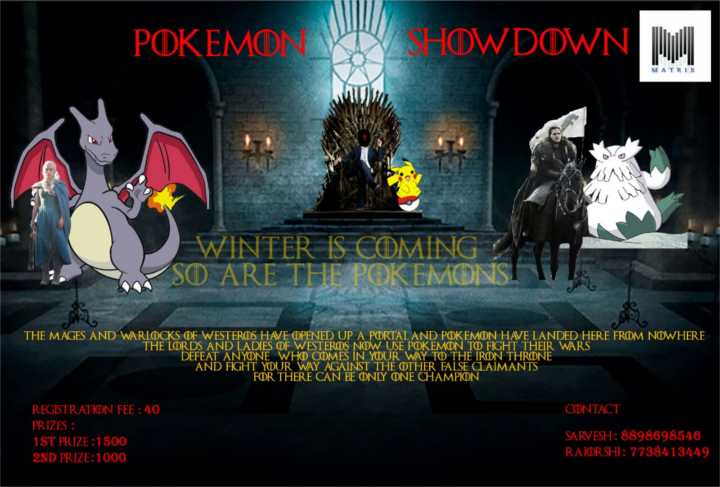 POKEMON SHOWDOWN
MATRIX
WINTER IS COMING
SO ARE THE POKEMONS
THE MAGES AND WARLOCKS OF WESTEROS HAVE OPENED UP A PORTAL AND POKEMON HAVE LANDED HERE FROM NOWHERE
THE LORDS AND LADIES OF WESTEROS NOW USE POKEMON TO FIGHT THEIR WARS
DEFEAT ANYONE WHO COMES IN YOUR WAY TO THE IRON THRONE
AND FIGHT YOUR WAY AGAINST THE OTHER FALSE CLAIMANTS
FOR THERE CAN BE ONLY ONE CHAMPION
REGISTRATION FEE : 40
PRIZES :
1ST PRIZE :1500
2ND PRIZE:1000
CONTACT
SARVESH: 8898698546
RAJORSHI: 7738413449